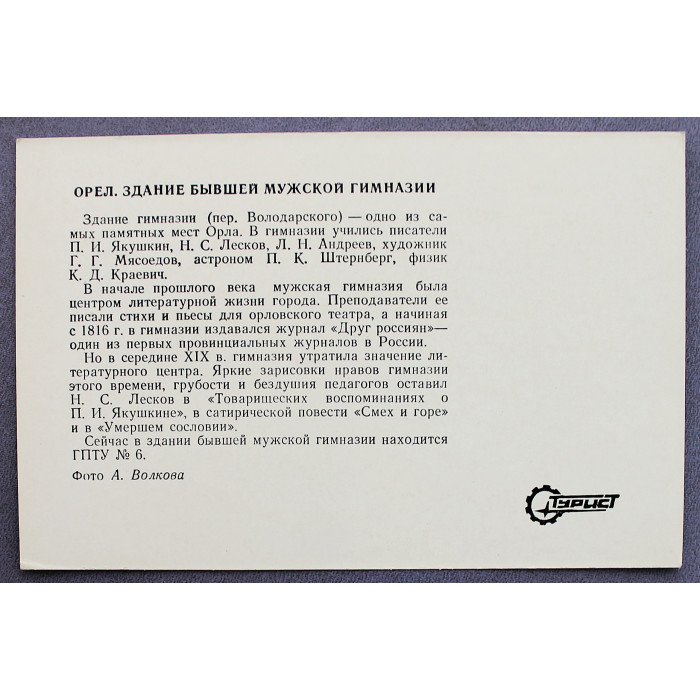 ОРЕЛ. ЗДАНИЕ БЫВШЕЙ МУЖСКОЙ ГИМНАЗИИ
Здание гимназии (пер. Володарского) — одно из са-
мых памятных мест Орла. В гимназии учились писатели
П. И. Якушкин, Н. С. Лесков, Л. Н. Андреев, художник
Г. Г. Мясоедов, астроном П. К. Штернберг, физик
К. Д. Краевич.
В начале прошлого века мужская гимназия была
центром литературной жизни города. Преподаватели ее
писали стихи и пьесы для орловского театра, а начиная
с 1816 г. в гимназии издавался журнал «Друг россиян»—
один из первых провинциальных журналов в России.
Но в середине XIX в. гимназия утратила значение ли-
тературного центра. Яркие зарисовки нравов гимназии
этого времени, грубости и бездушия педагогов оставил
Н. С. Лесков в «Товарищеских воспоминаниях о
П. И. Якушкине», в сатирической повести «Смех и горе»
и в «Умершем сословии».
Сейчас в здании бывшей мужской гимназии находится
ГПТУ № 6.
Фото А. Волкова
ТУРИСТ